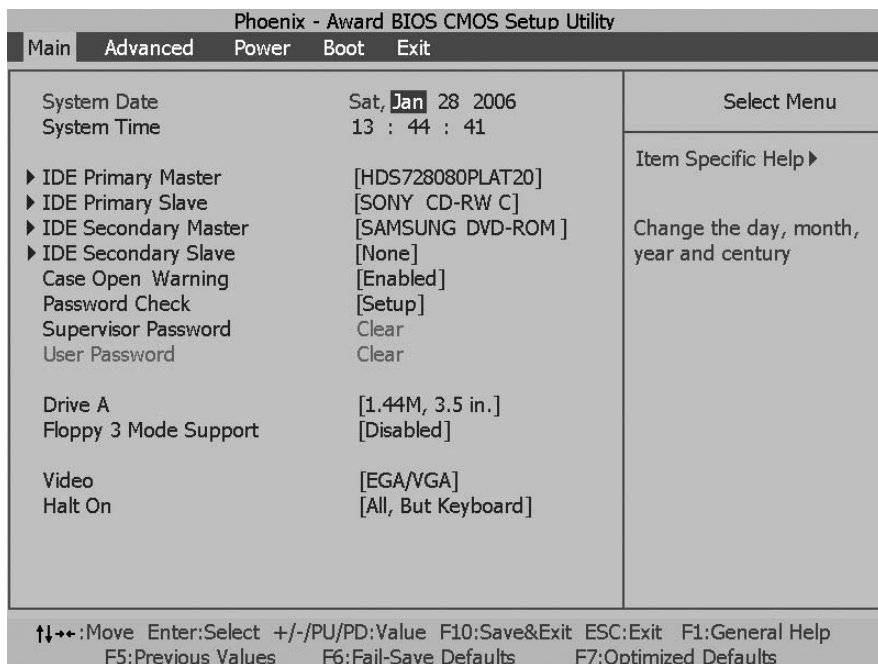 Phoenix - Award BIOS CMOS Setup Utility
Main Advanced Power Boot Exit
System Date Sat, Jan 28 2006
System Time 13 : 44 : 41
IDE Primary Master [HDS728080PLAT20]
IDE Primary Slave [SONY CD-RW C]
IDE Secondary Master [SAMSUNG DVD-ROM ]
IDE Secondary Slave [None]
Case Open Warning [Enabled]
Password Check [Setup]
Supervisor Password Clear
User Password Clear
Drive A [1.44M, 3.5 in.]
Floppy 3 Mode Support [Disabled]
Video [EGA/VGA]
Halt On [All, But Keyboard]
Select Menu
Item Specific Help
Change the day, month,
year and century
↑↓→←:Move Enter:Select +/-/PU/PD:Value F10:Save&Exit ESC:Exit F1:General Help
F5:Previous Values F6:Fail-Save Defaults F7:Optimized Defaults